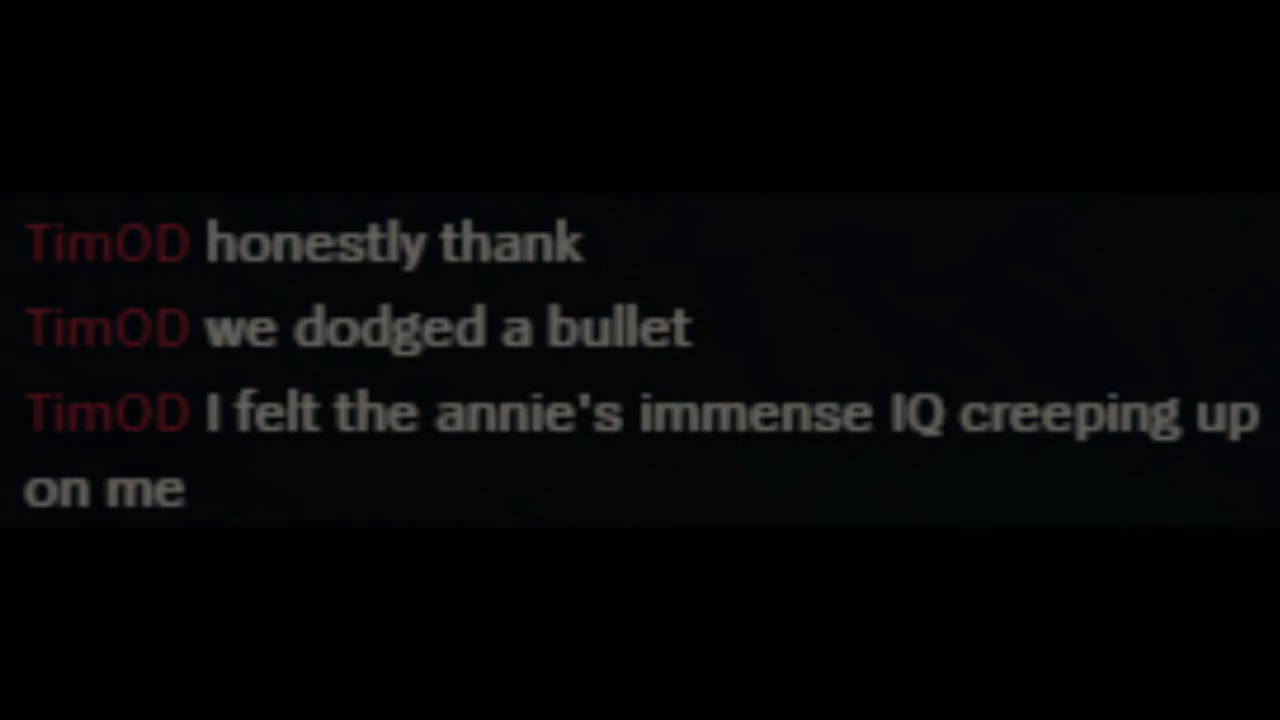 TimOD honestly thank
TimOD we dodged a bullet
TimOD I felt the annie's immense IQ creeping up
on me